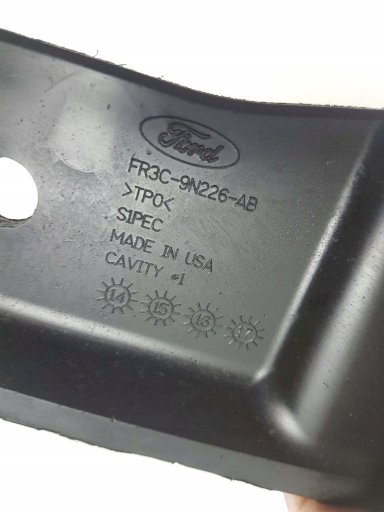 Ford
FR3C-9N226-AB
>TPO<
SIPEC
MADE IN USA
CAVITY #1
14 15 16 17